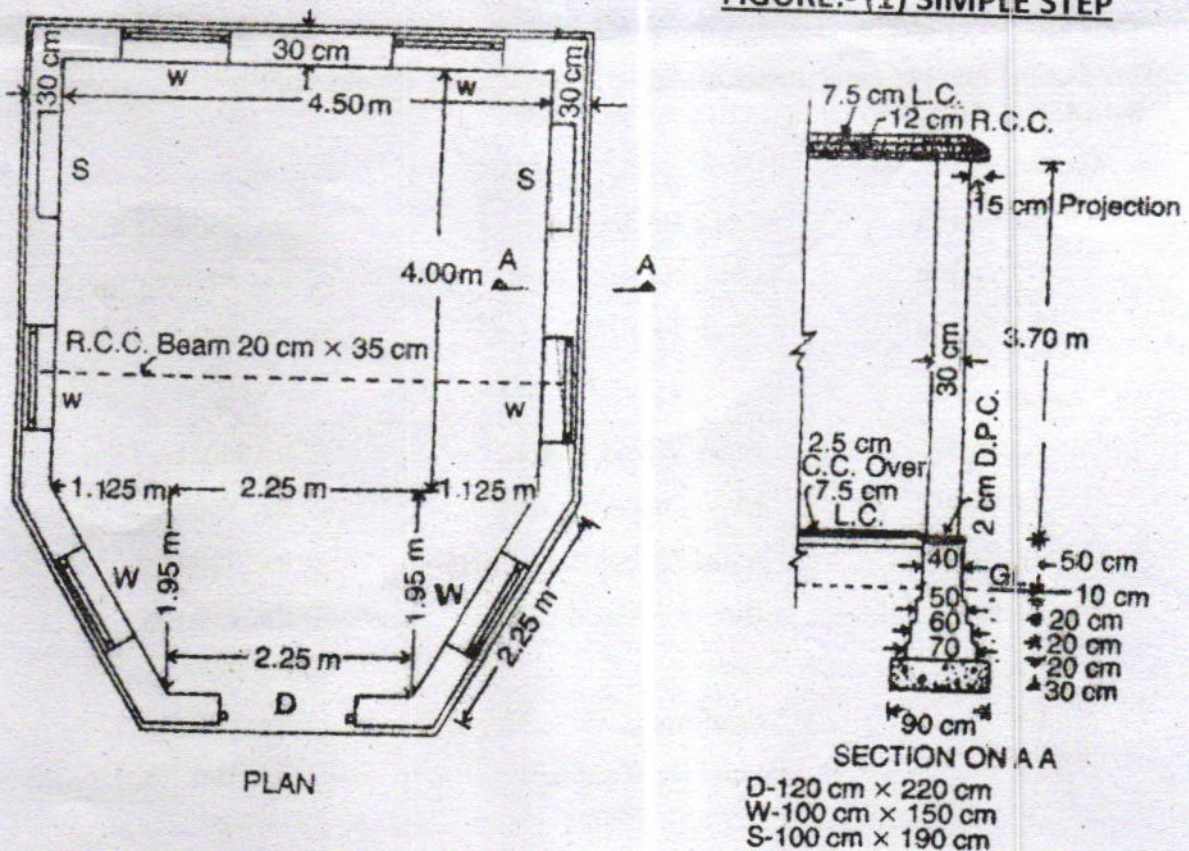 FIGURE:- (1) SIMPLE STEP
30 cm
30 cm
30 cm
w
w
4.50 m
S
S
4.00 m
A
A
R.C.C. Beam 20 cm × 35 cm
w
w
1.125 m
2.25 m
1.125 m
W
1.95 m
1.95 m
W
2.25 m
2.25 m
D
PLAN
7.5 cm L.C.
12 cm R.C.C.
15 cm Projection
3.70 m
30 cm
2 cm D.P.C.
2.5 cm
C.C. Over
7.5 cm
L.C.
40
50 cm
G
10 cm
50
20 cm
60
20 cm
70
20 cm
30 cm
90 cm
SECTION ON A A
D-120 cm × 220 cm
W-100 cm × 150 cm
S-100 cm × 190 cm